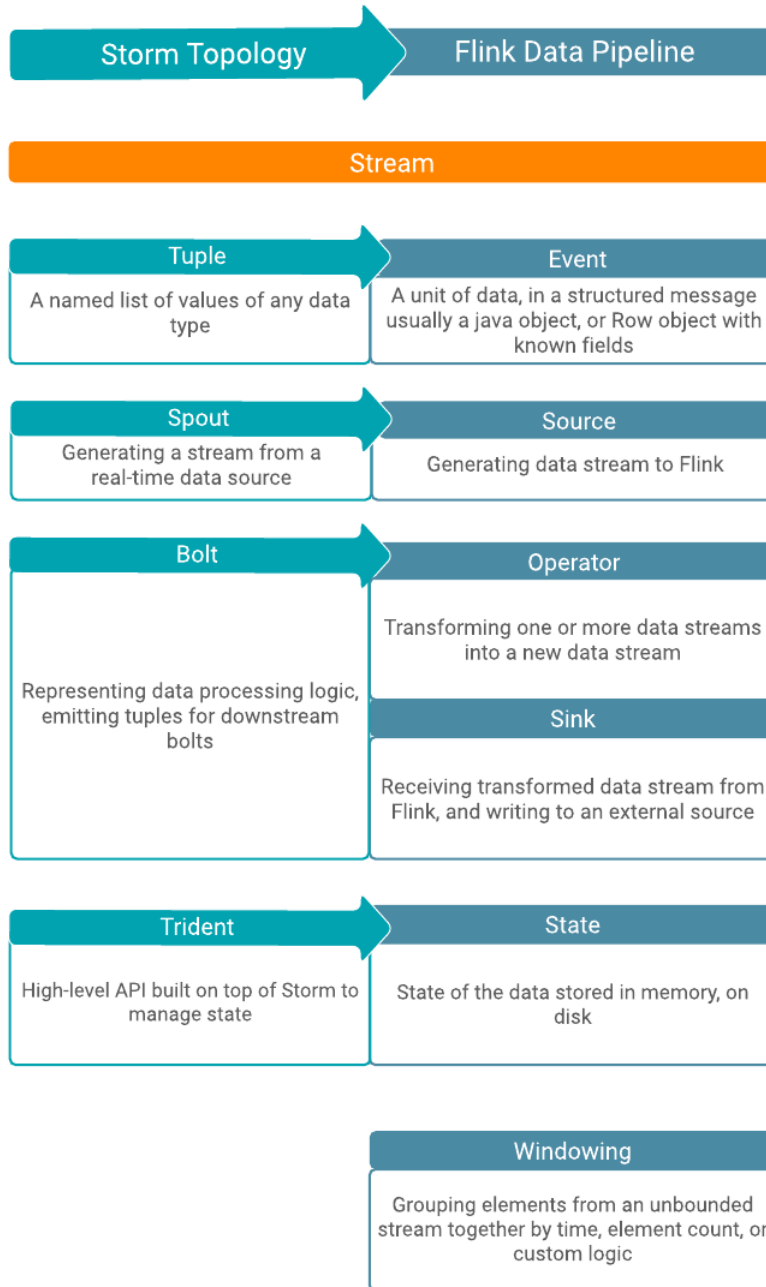 Storm Topology
Flink Data Pipeline
Stream
Tuple
A named list of values of any data
type
Event
A unit of data, in a structured message
usually a java object, or Row object with
known fields
Spout
Generating a stream from a
real-time data source
Source
Generating data stream to Flink
Bolt
Representing data processing logic,
emitting tuples for downstream
bolts
Operator
Transforming one or more data streams
into a new data stream
Sink
Receiving transformed data stream from
Flink, and writing to an external source
Trident
High-level API built on top of Storm to
manage state
State
State of the data stored in memory, on
disk
Windowing
Grouping elements from an unbounded
stream together by time, element count, or
custom logic